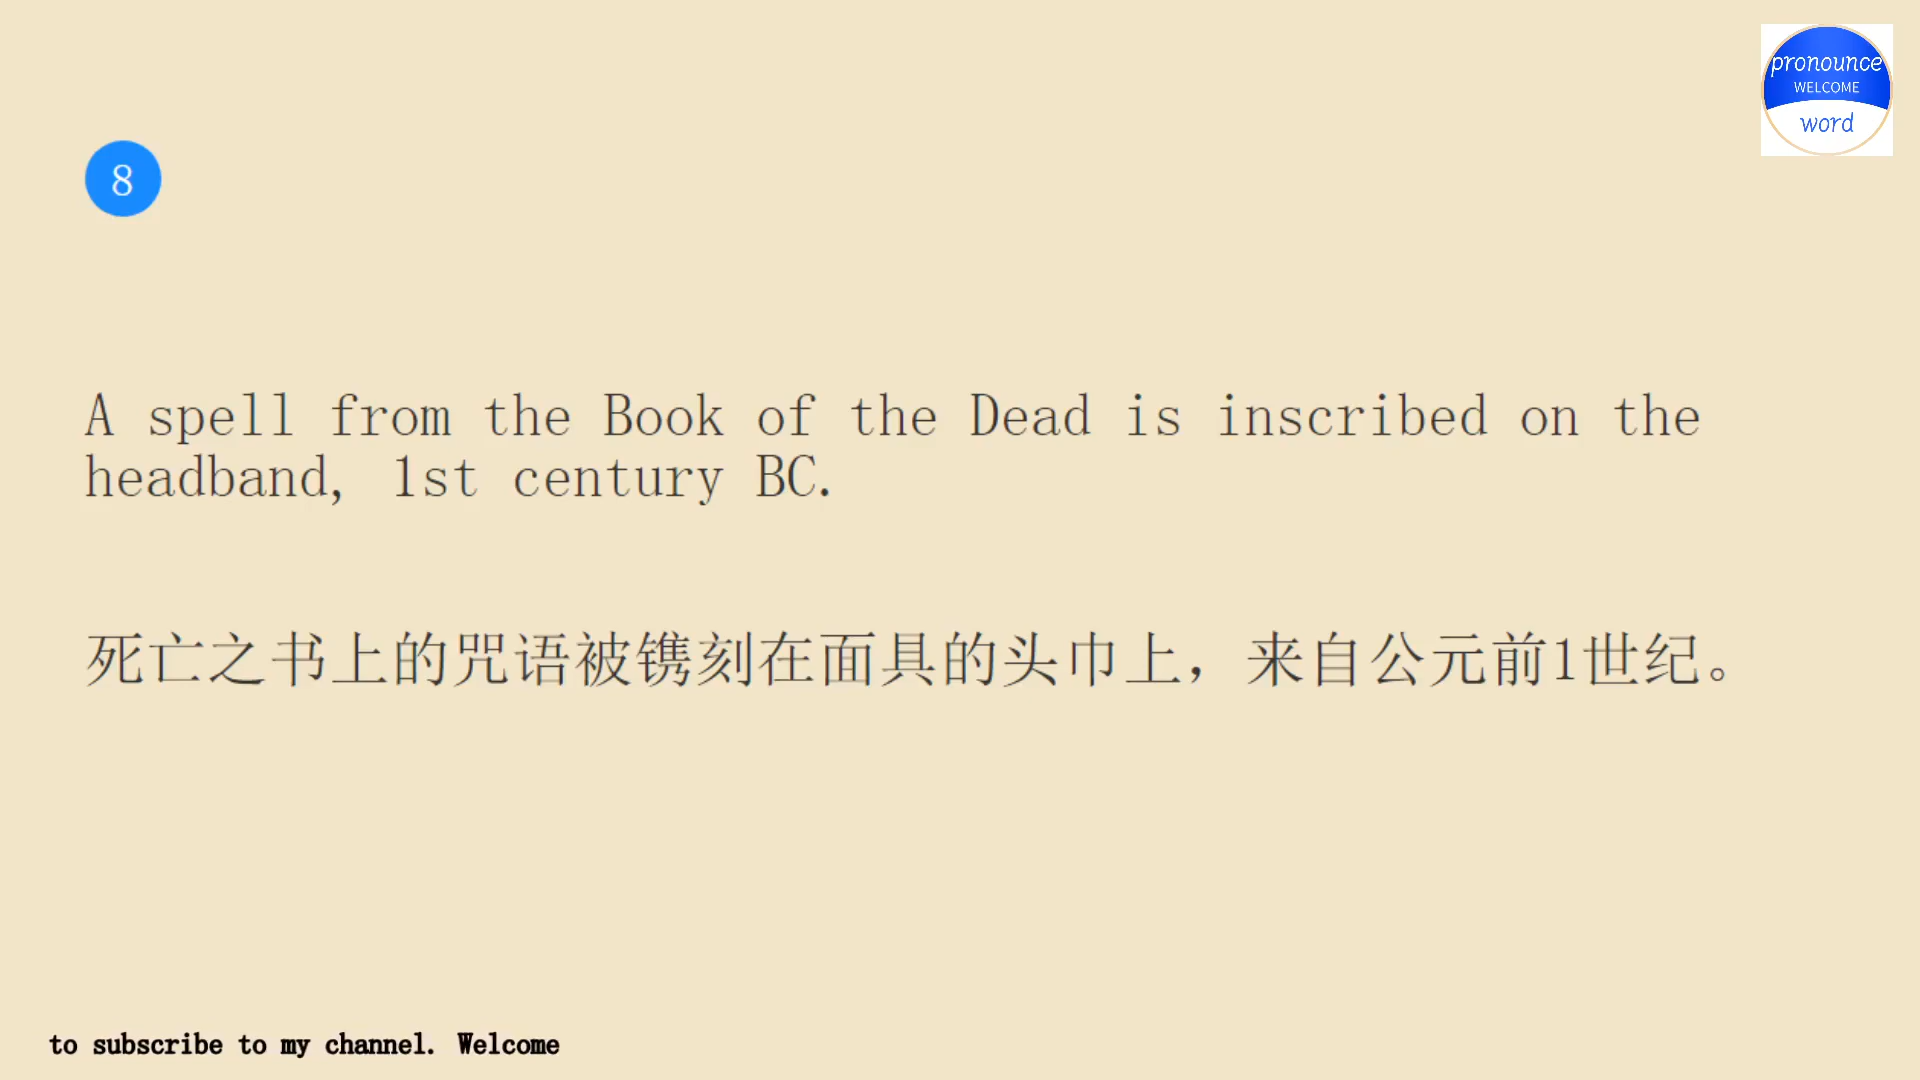 pronounce
WELCOME
word
8
A spell from the Book of the Dead is inscribed on the
headband, 1st century BC.
死亡之书上的咒语被镌刻在面具的头巾上，来自公元前1世纪。
to subscribe to my channel. Welcome